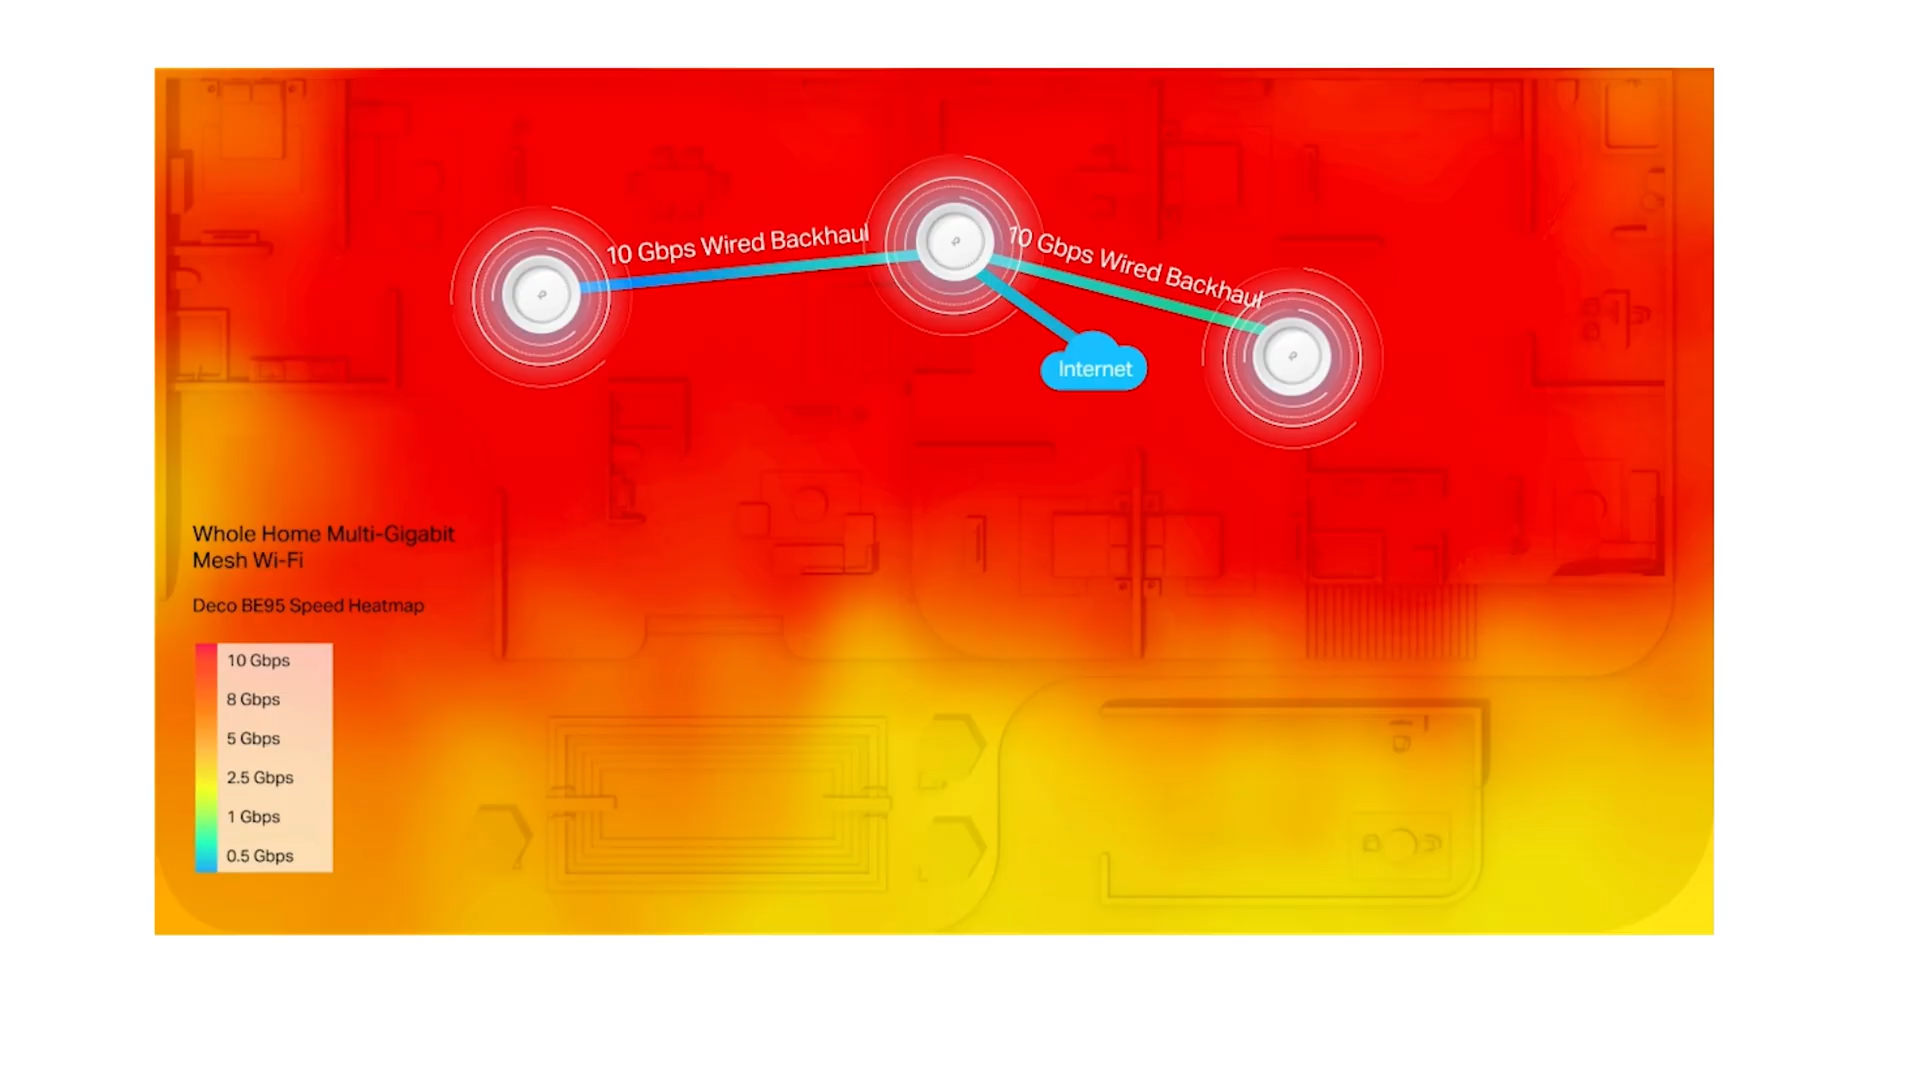 10 Gbps Wired Backhaul
10 Gbps Wired Backhaul
Internet
Whole Home Multi-Gigabit
Mesh Wi-Fi
Deco BE95 Speed Heatmap
10 Gbps
8 Gbps
5 Gbps
2.5 Gbps
1 Gbps
0.5 Gbps